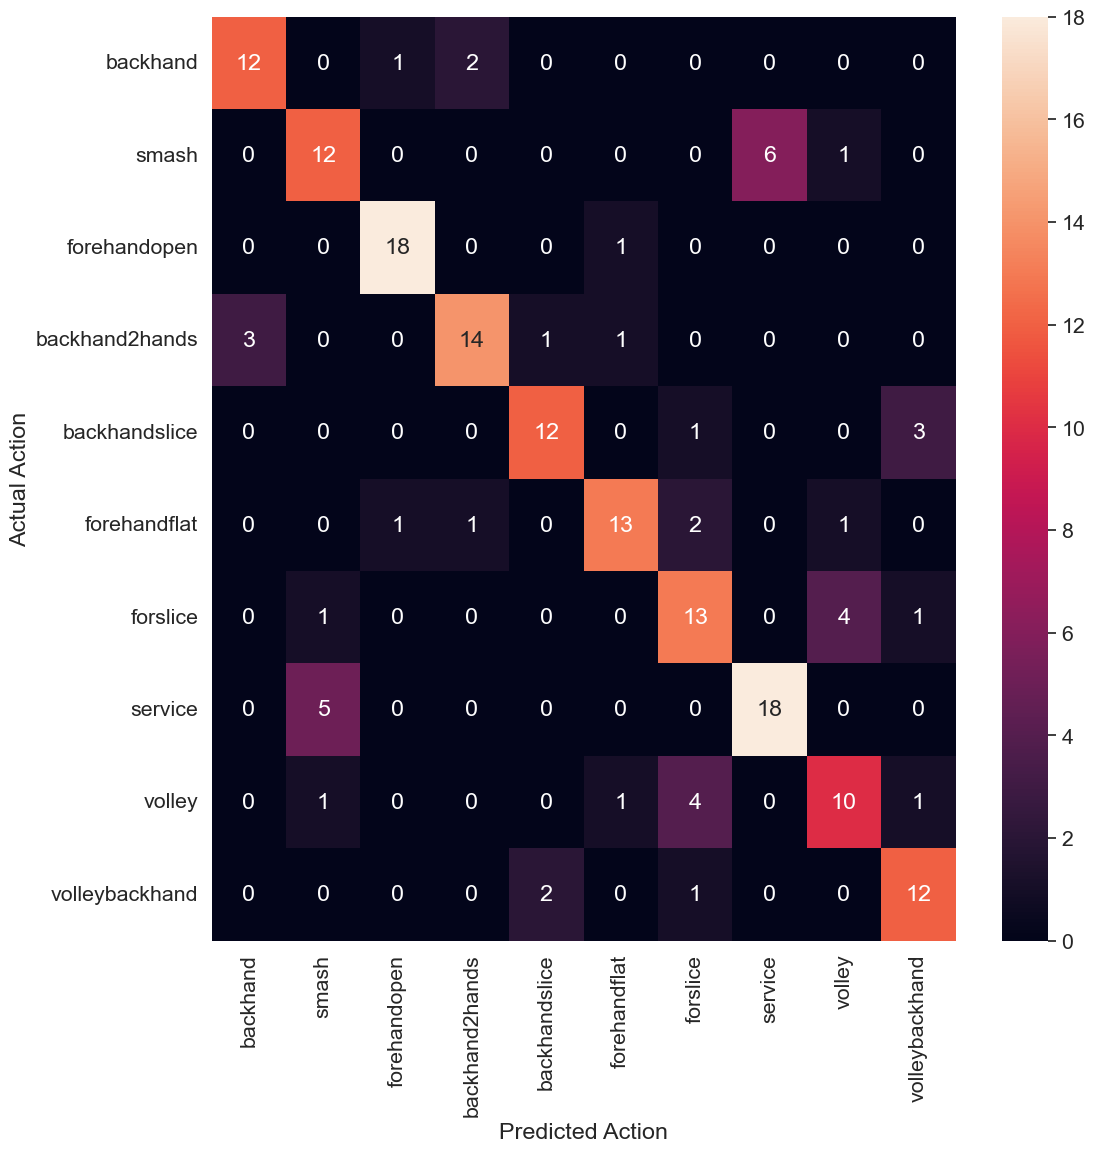 backhand 12 0 1 2 0 0 0 0 0 0
smash 0 12 0 0 0 0 0 6 1 0
forehandopen 0 0 18 0 0 1 0 0 0 0
backhand2hands 3 0 0 14 1 1 0 0 0 0
backhandslice 0 0 0 0 12 0 1 0 0 3
forehandflat 0 0 1 1 0 13 2 0 1 0
forslice 0 1 0 0 0 0 13 0 4 1
service 0 5 0 0 0 0 0 18 0 0
volley 0 1 0 0 0 1 4 0 10 1
volleybackhand 0 0 0 0 2 0 1 0 0 12
Actual Action
backhand
smash
forehandopen
backhand2hands
backhandslice
forehandflat
forslice
service
volley
volleybackhand
Predicted Action
18
16
14
12
10
8
6
4
2
0